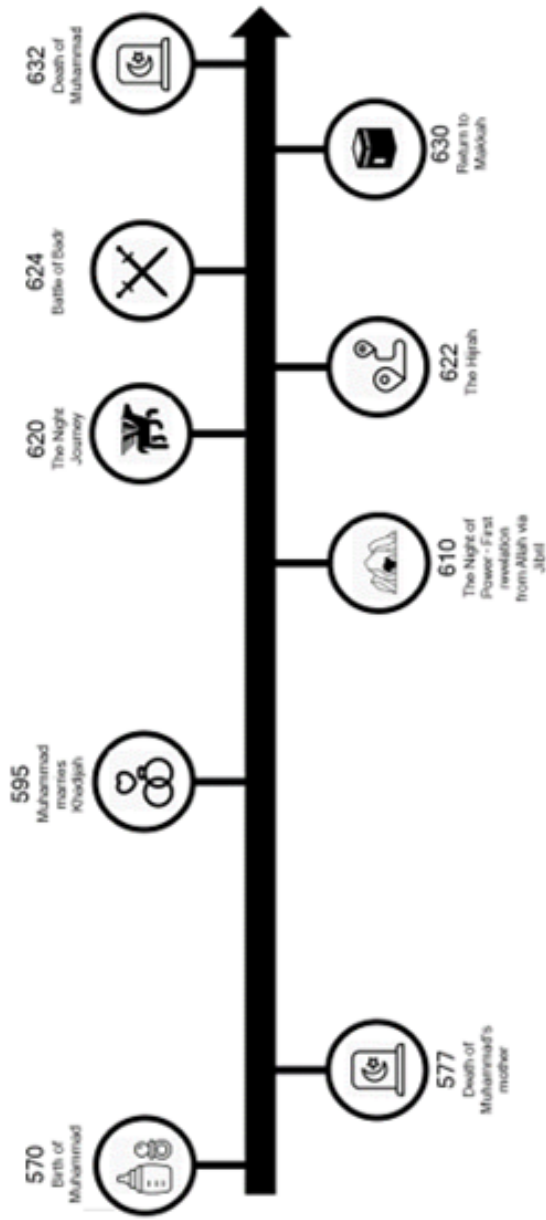 570
Birth of
Muhammad
577
Death of
Muhammad's
mother
595
Muhammad
marries
Khadijah
610
The Night of
Power - First
revelation
from Allah via
Jibril
620
The Night
Journey
622
The Hijrah
624
Battle of Badr
630
Return to
Makkah
632
Death of
Muhammad